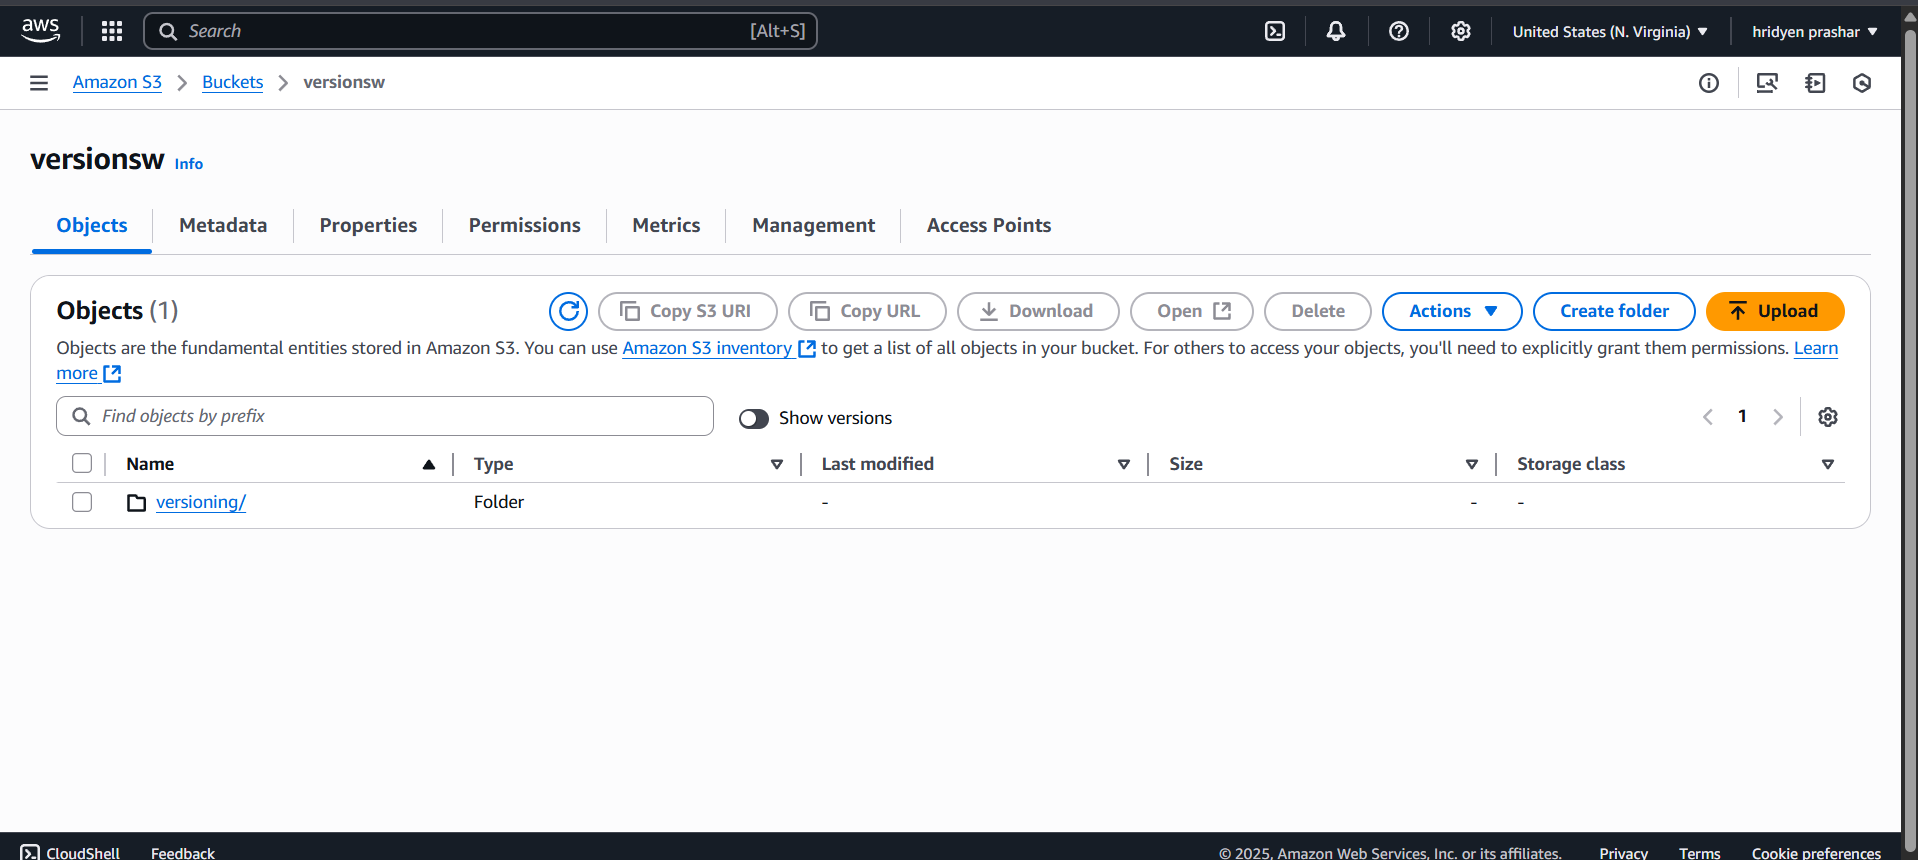 aws Search [Alt+S] United States (N. Virginia) hridyen prashar
Amazon S3 Buckets versionsw
versionsw Info
Objects Metadata Properties Permissions Metrics Management Access Points
Objects (1) Copy S3 URI Copy URL Download Open Delete Actions Create folder Upload
Objects are the fundamental entities stored in Amazon S3. You can use Amazon S3 inventory to get a list of all objects in your bucket. For others to access your objects, you'll need to explicitly grant them permissions. Learn
more
Find objects by prefix Show versions 1
Name Type Last modified Size Storage class
versioning/ Folder - - -
CloudShell Feedback © 2025, Amazon Web Services, Inc. or its affiliates. Privacy Terms Cookie preferences